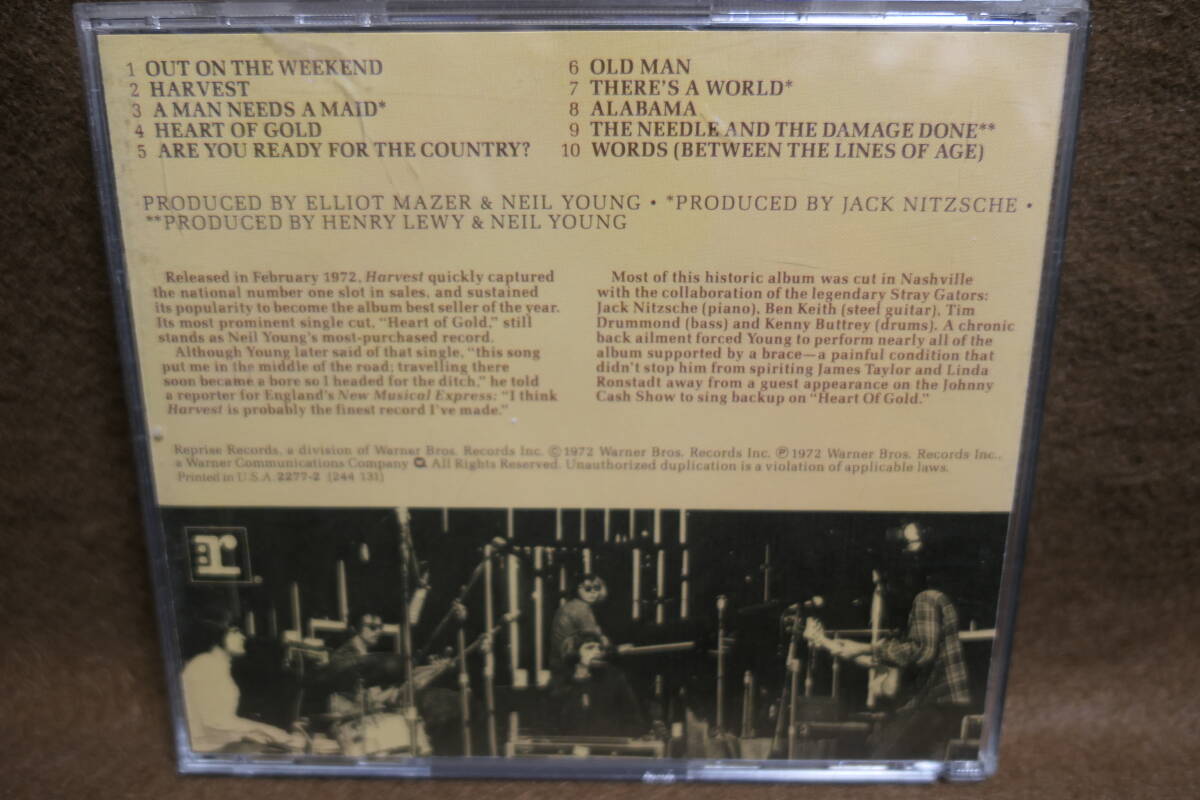 1 OUT ON THE WEEKEND
2 HARVEST
3 A MAN NEEDS A MAID*
4 HEART OF GOLD
5 ARE YOU READY FOR THE COUNTRY?
6 OLD MAN
7 THERE'S A WORLD*
8 ALABAMA
9 THE NEEDLE AND THE DAMAGE DONE**
10 WORDS (BETWEEN THE LINES OF AGE)
PRODUCED BY ELLIOT MAZER & NEIL YOUNG • *PRODUCED BY JACK NITZSCHE •
**PRODUCED BY HENRY LEWY & NEIL YOUNG
Released in February 1972, Harvest quickly captured
the national number one slot in sales, and sustained
its popularity to become the album best seller of the year.
Its most prominent single cut, "Heart of Gold," still
stands as Neil Young's most-purchased record.
Although Young later said of that single, "this song
put me in the middle of the road; travelling there
soon became a bore so I headed for the ditch," he told
a reporter for England's New Musical Express: "I think
Harvest is probably the finest record I've made."
Most of this historic album was cut in Nashville
with the collaboration of the legendary Stray Gators:
Jack Nitzsche (piano), Ben Keith (steel guitar), Tim
Drummond (bass) and Kenny Buttrey (drums). A chronic
back ailment forced Young to perform nearly all of the
album supported by a brace—a painful condition that
didn't stop him from spiriting James Taylor and Linda
Ronstadt away from a guest appearance on the Johnny
Cash Show to sing backup on "Heart Of Gold."
Reprise Records, a division of Warner Bros. Records Inc. ©1972 Warner Bros. Records Inc. ℗1972 Warner Bros. Records Inc.,
a Warner Communications Company All Rights Reserved. Unauthorized duplication is a violation of applicable laws.
Printed in U.S.A. 2277-2 (244 131)
r